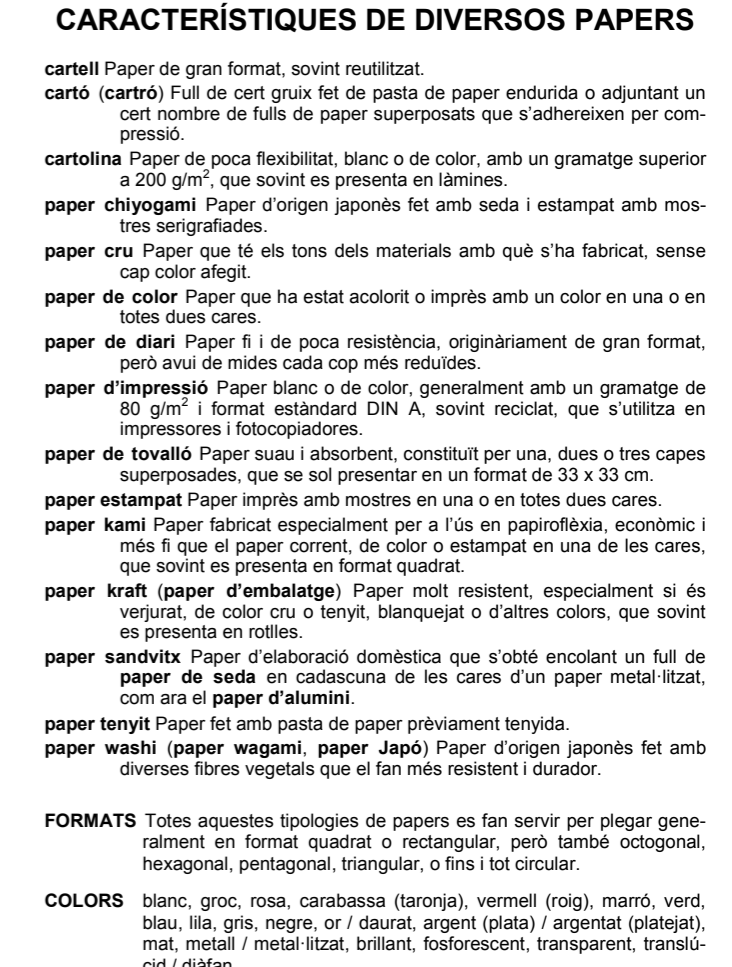 CARACTERÍSTIQUES DE DIVERSOS PAPERS
cartell Paper de gran format, sovint reutilitzat.
cartó (cartró) Full de cert gruix fet de pasta de paper endurida o adjuntant un
cert nombre de fulls de paper superposats que s’adhereixen per com-
pressió.
cartolina Paper de poca flexibilitat, blanc o de color, amb un gramatge superior
a 200 g/m², que sovint es presenta en làmines.
paper chiyogami Paper d’origen japonès fet amb seda i estampat amb mos-
tres serigrafiades.
paper cru Paper que té els tons dels materials amb què s’ha fabricat, sense
cap color afegit.
paper de color Paper que ha estat acolorit o imprès amb un color en una o en
totes dues cares.
paper de diari Paper fi i de poca resistència, originàriament de gran format,
però avui de mides cada cop més reduïdes.
paper d’impressió Paper blanc o de color, generalment amb un gramatge de
80 g/m² i format estàndard DIN A, sovint reciclat, que s’utilitza en
impressores i fotocopiadores.
paper de tovalló Paper suau i absorbent, constituït per una, dues o tres capes
superposades, que se sol presentar en un format de 33 x 33 cm.
paper estampat Paper imprès amb mostres en una o en totes dues cares.
paper kami Paper fabricat especialment per a l’ús en papiroflèxia, econòmic i
més fi que el paper corrent, de color o estampat en una de les cares,
que sovint es presenta en format quadrat.
paper kraft (paper d’embalatge) Paper molt resistent, especialment si és
verjurat, de color cru o tenyit, blanquejat o d’altres colors, que sovint
es presenta en rotlles.
paper sandvitx Paper d’elaboració domèstica que s’obté encolant un full de
paper de seda en cadascuna de les cares d’un paper metal·litzat,
com ara el paper d’alumini.
paper tenyit Paper fet amb pasta de paper prèviament tenyida.
paper washi (paper wagami, paper Japó) Paper d’origen japonès fet amb
diverses fibres vegetals que el fan més resistent i durador.
FORMATS Totes aquestes tipologies de papers es fan servir per plegar gene-
ralment en format quadrat o rectangular, però també octogonal,
hexagonal, pentagonal, triangular, o fins i tot circular.
COLORS blanc, groc, rosa, carabassa (taronja), vermell (roig), marró, verd,
blau, lila, gris, negre, or / daurat, argent (plata) / argentat (platejat),
mat, metall / metal·litzat, brillant, fosforescent, transparent, translú-
cid / diàfan